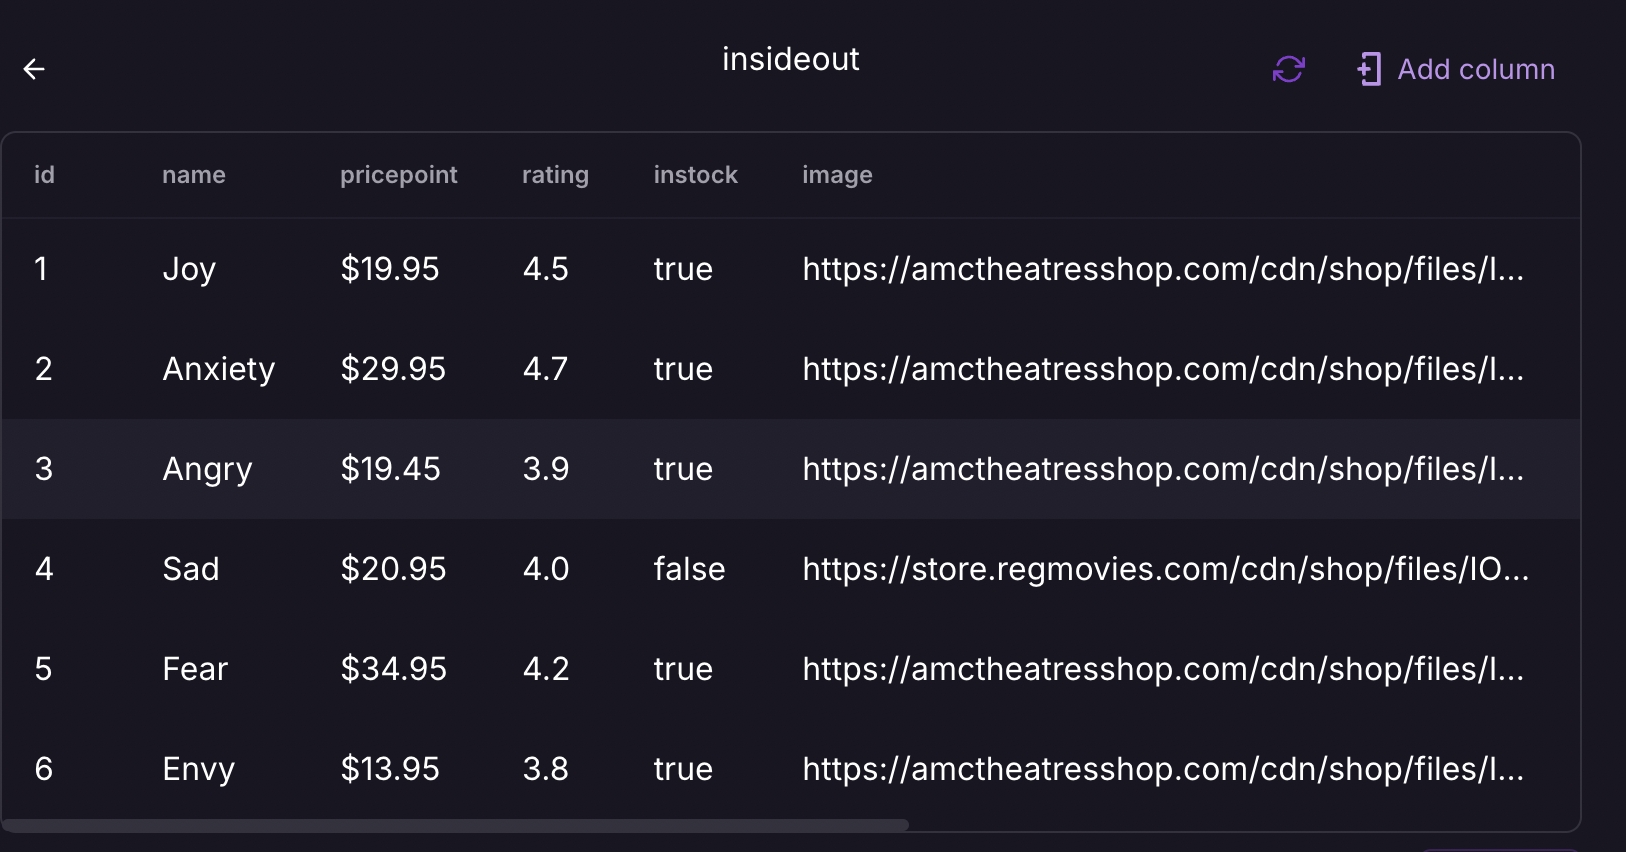 insideout
Add column
id name pricepoint rating instock image
1 Joy $19.95 4.5 true https://amctheatresshop.com/cdn/shop/files/I...
2 Anxiety $29.95 4.7 true https://amctheatresshop.com/cdn/shop/files/I...
3 Angry $19.45 3.9 true https://amctheatresshop.com/cdn/shop/files/I...
4 Sad $20.95 4.0 false https://store.regmovies.com/cdn/shop/files/IO...
5 Fear $34.95 4.2 true https://amctheatresshop.com/cdn/shop/files/I...
6 Envy $13.95 3.8 true https://amctheatresshop.com/cdn/shop/files/I...